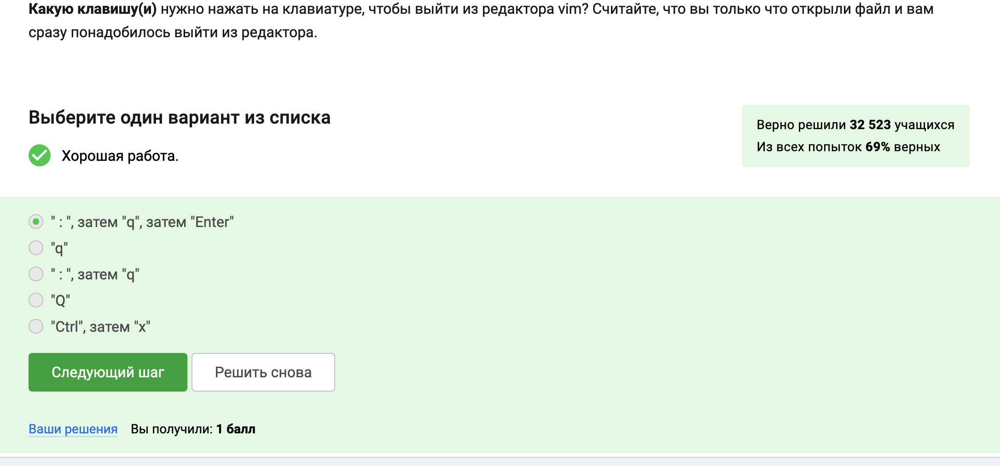 Какую клавишу(и) нужно нажать на клавиатуре, чтобы выйти из редактора vim? Считайте, что вы только что открыли файл и вам
сразу понадобилось выйти из редактора.
Выберите один вариант из списка
Хорошая работа.
Верно решили 32 523 учащихся
Из всех попыток 69% верных
" : ", затем "q", затем "Enter"
"q"
" : ", затем "q"
"Q"
"Ctrl", затем "x"
Следующий шаг
Решить снова
Ваши решения Вы получили: 1 балл